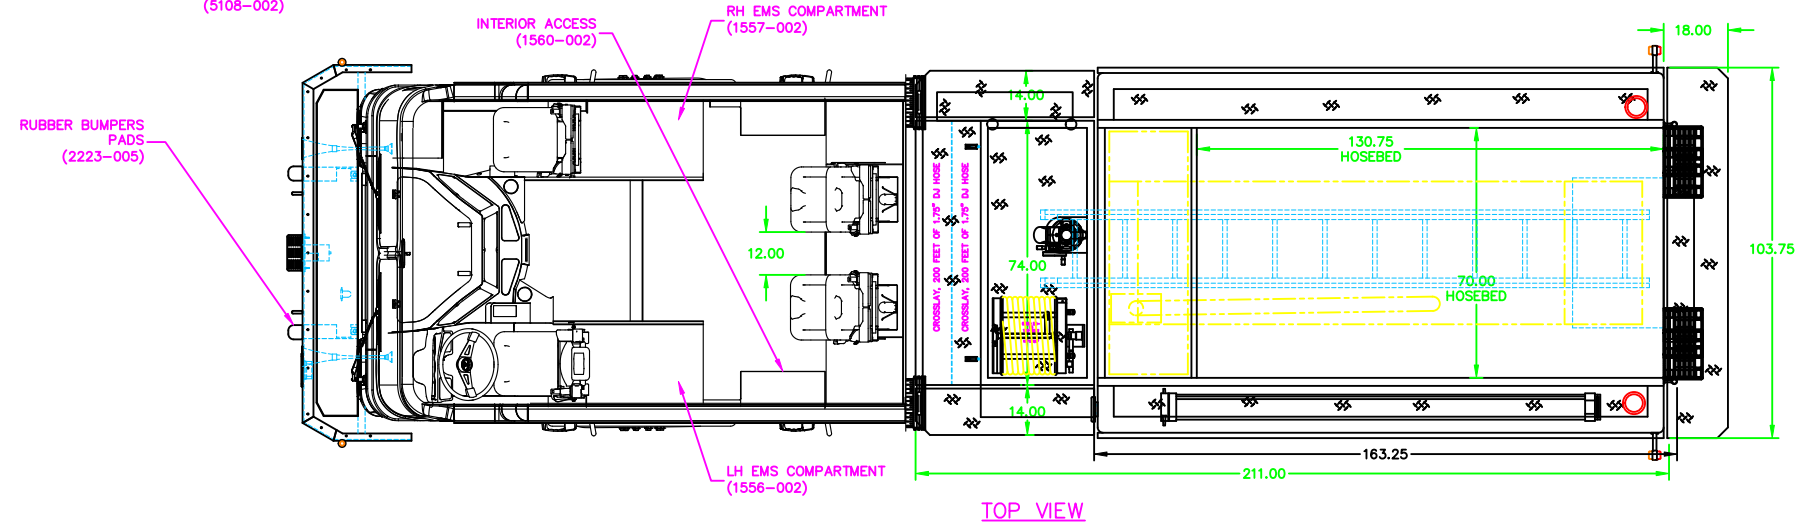 (5108-002)
INTERIOR ACCESS
(1560-002)
RH EMS COMPARTMENT
(1557-002)
18.00
14.00
RUBBER BUMPERS
PADS
(2223-005)
130.75
HOSEBED
CROSSLAY, 200 FEET OF 1.75" DJ HOSE
CROSSLAY, 200 FEET OF 1.75" DJ HOSE
12.00
74.00
70.00
HOSEBED
103.75
14.00
163.25
LH EMS COMPARTMENT
(1556-002)
211.00
TOP VIEW